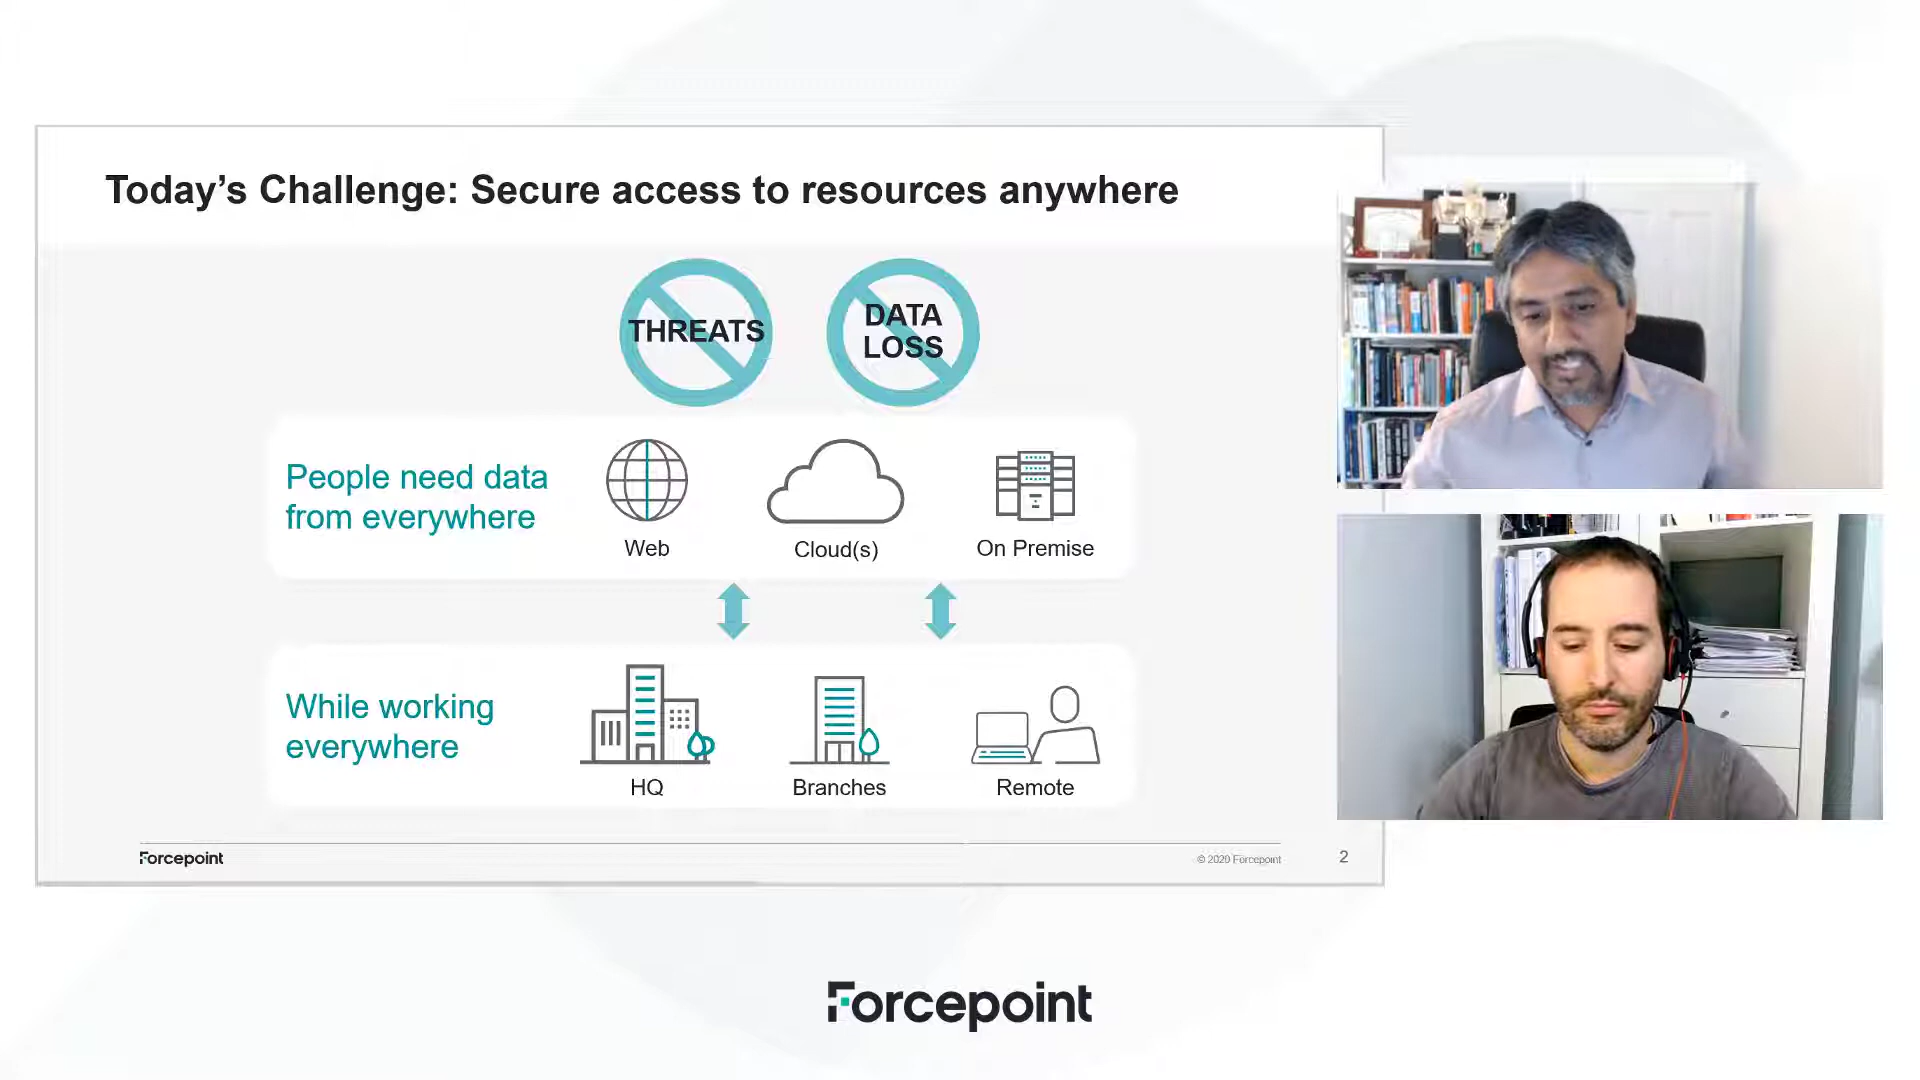 Today's Challenge: Secure access to resources anywhere
THREATS
DATA
LOSS
People need data
from everywhere
Web
Cloud(s)
On Premise
While working
everywhere
HQ
Branches
Remote
Forcepoint
© 2020 Forcepoint
2
Forcepoint